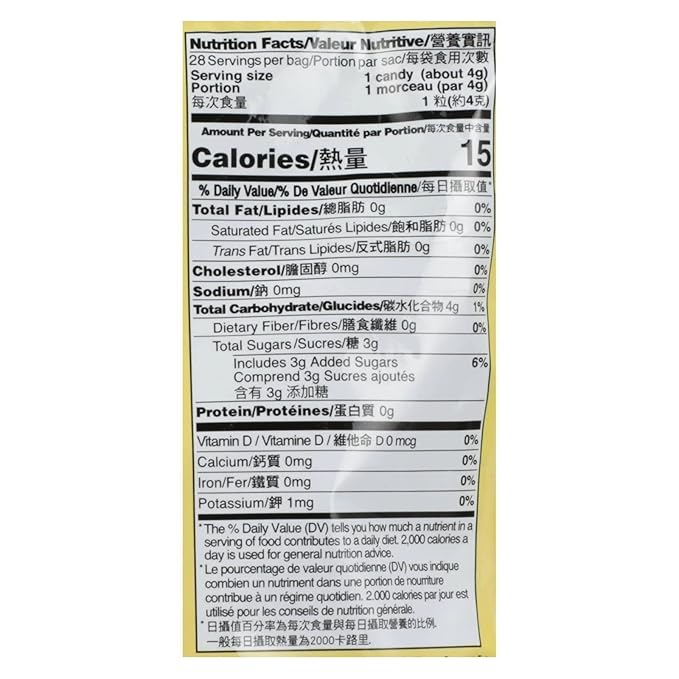 Nutrition Facts/Valeur Nutritive/營養資訊
28 Servings per bag/Portion par sac/每袋食用次數
Serving size 1 candy (about 4g)
Portion 1 morceau (par 4g)
每次食量 1 粒(約4克)
Amount Per Serving/Quantité par Portion/每次食量中含量
Calories/熱量 15
% Daily Value/% De Valeur Quotidienne/每日攝取值*
Total Fat/Lipides/總脂肪 0g 0%
Saturated Fat/Saturés Lipides/飽和脂肪 0g 0%
Trans Fat/Trans Lipides/反式脂肪 0g 0%
Cholesterol/膽固醇 0mg 0%
Sodium/鈉 0mg 0%
Total Carbohydrate/Glucides/碳水化合物 4g 1%
Dietary Fiber/Fibres/膳食纖維 0g 0%
Total Sugars/Sucres/糖 3g
Includes 3g Added Sugars 6%
Comprend 3g Sucres ajoutés
含有 3g 添加糖
Protein/Protéines/蛋白質 0g
Vitamin D / Vitamine D / 維他命 D 0 mcg 0%
Calcium/鈣質 0mg 0%
Iron/Fer/鐵質 0mg 0%
Potassium/鉀 1mg 0%
*The % Daily Value (DV) tells you how much a nutrient in a
serving of food contributes to a daily diet. 2,000 calories a
day is used for general nutrition advice.
*Le pourcentage de valeur quotidienne (DV) vous indique
combien un nutriment dans une portion de nourriture
contribue à un régime quotidien. 2.000 calories par jour est
utilisé pour les conseils de nutrition générale.
*日攝值百分率為每次食量與每日攝取營養的比例.
一般每日攝取熱量為2000卡路里.